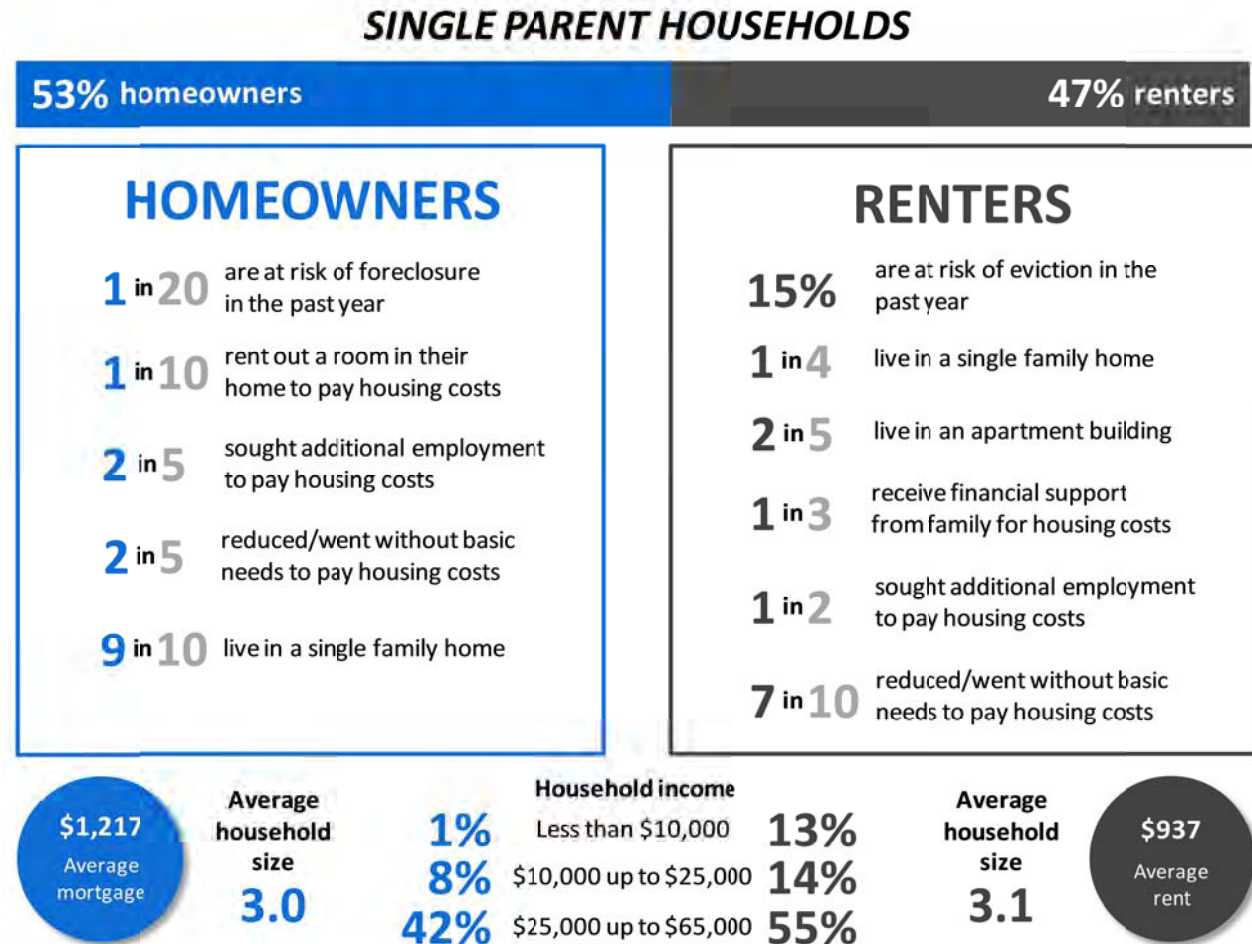 SINGLE PARENT HOUSEHOLDS
53% homeowners
47% renters
HOMEOWNERS
1 in 20 are at risk of foreclosure
in the past year
1 in 10 rent out a room in their
home to pay housing costs
2 in 5 sought additional employment
to pay housing costs
2 in 5 reduced/went without basic
needs to pay housing costs
9 in 10 live in a single family home
RENTERS
15% are at risk of eviction in the
past year
1 in 4 live in a single family home
2 in 5 live in an apartment building
1 in 3 receive financial support
from family for housing costs
1 in 2 sought additional employment
to pay housing costs
7 in 10 reduced/went without basic
needs to pay housing costs
$1,217
Average
mortgage
Average
household
size
3.0
Household income
1% Less than $10,000 13%
8% $10,000 up to $25,000 14%
42% $25,000 up to $65,000 55%
Average
household
size
3.1
$937
Average
rent